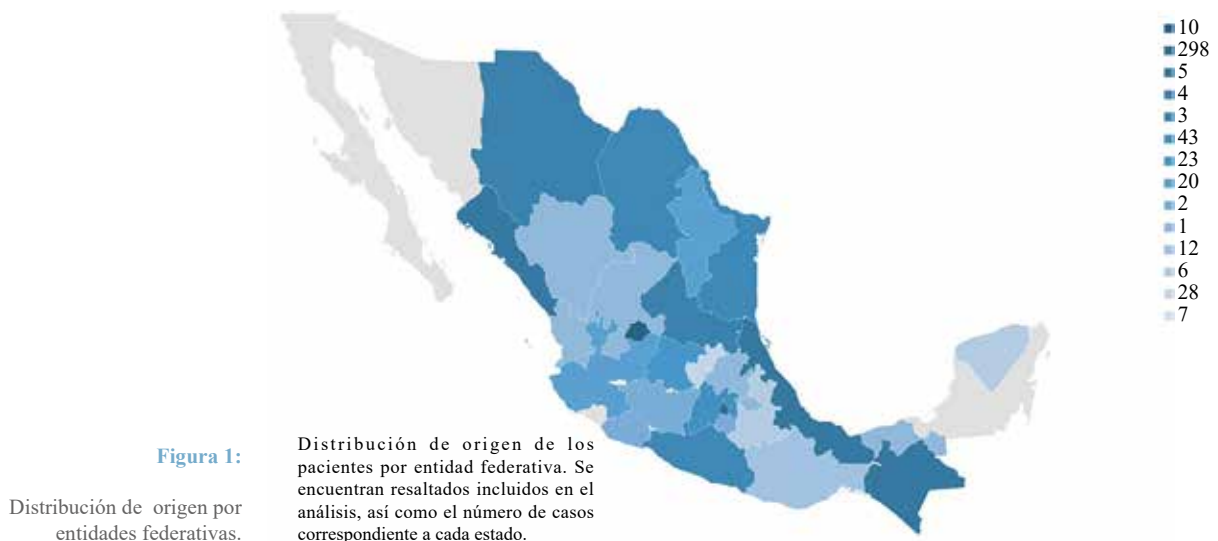 10
298
5
4
3
43
23
20
2
1
12
6
28
7
Figura 1:
Distribución de origen por
entidades federativas.
Distribución de origen de los
pacientes por entidad federativa. Se
encuentran resaltados incluidos en el
análisis, así como el número de casos
correspondiente a cada estado.